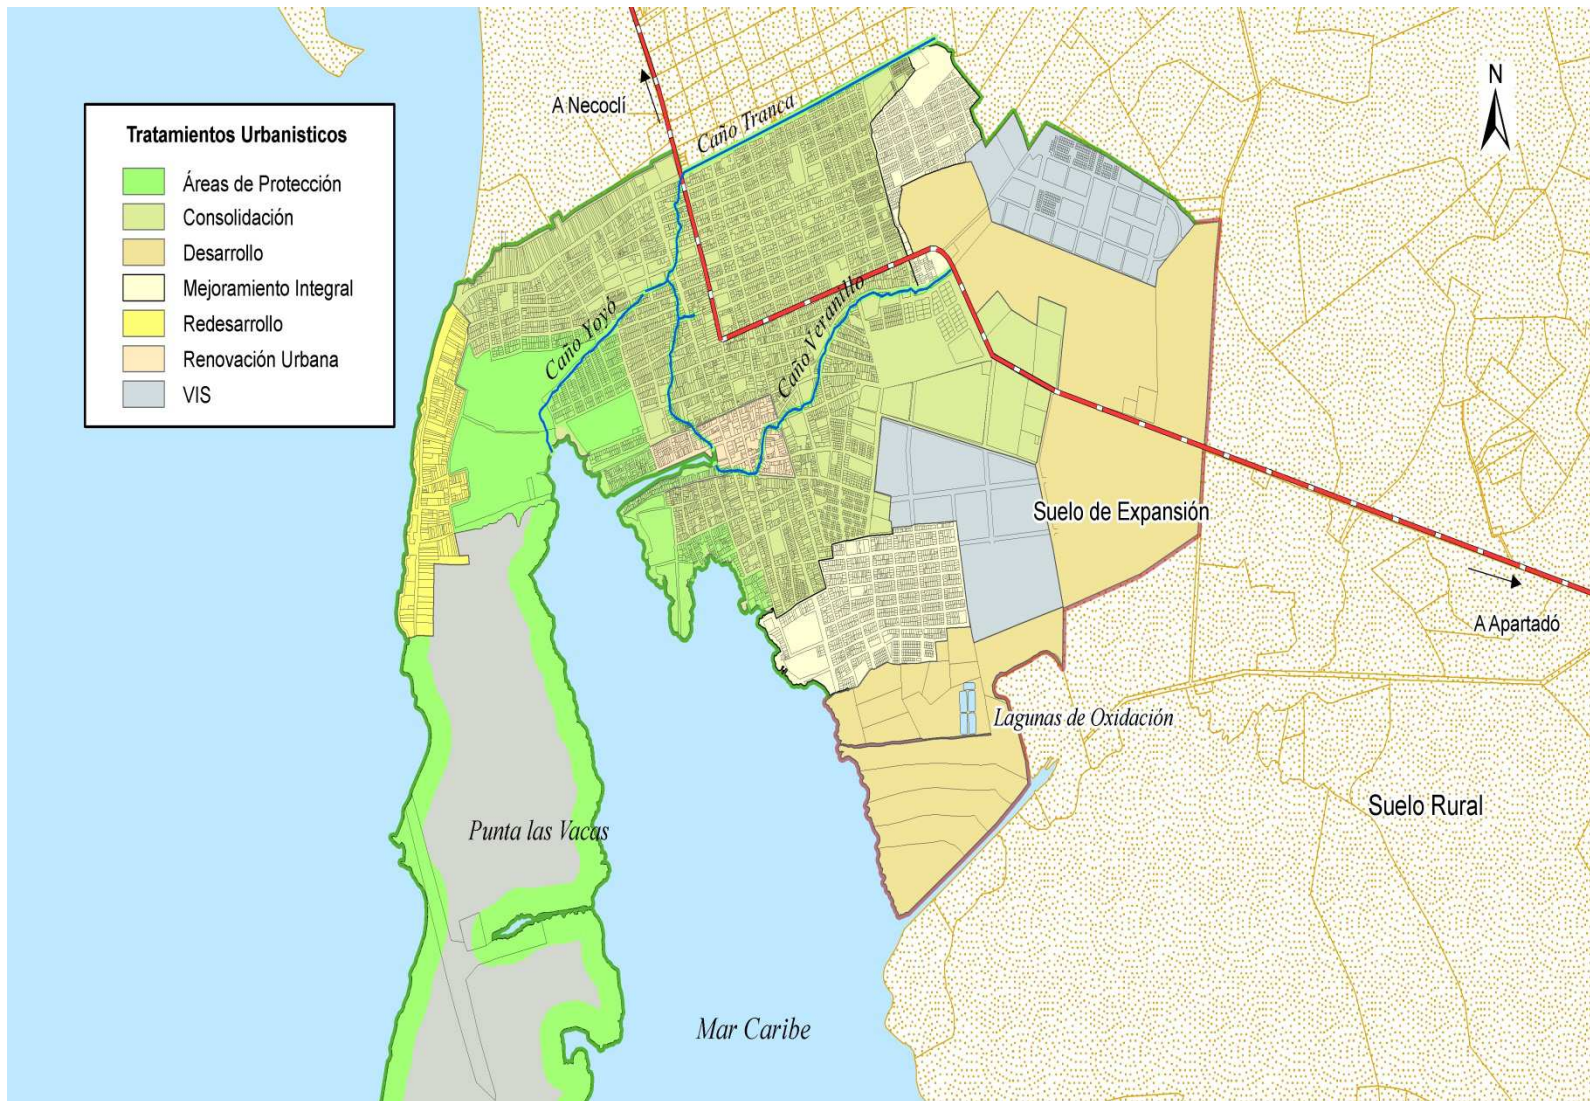 Tratamientos Urbanisticos
Áreas de Protección
Consolidación
Desarrollo
Mejoramiento Integral
Redesarrollo
Renovación Urbana
VIS
A Necoclí
Caño Tranca
N
Caño Yoyó
Caño Veranillo
Suelo de Expansión
A Apartadó
Lagunas de Oxidación
Suelo Rural
Punta las Vacas
Mar Caribe